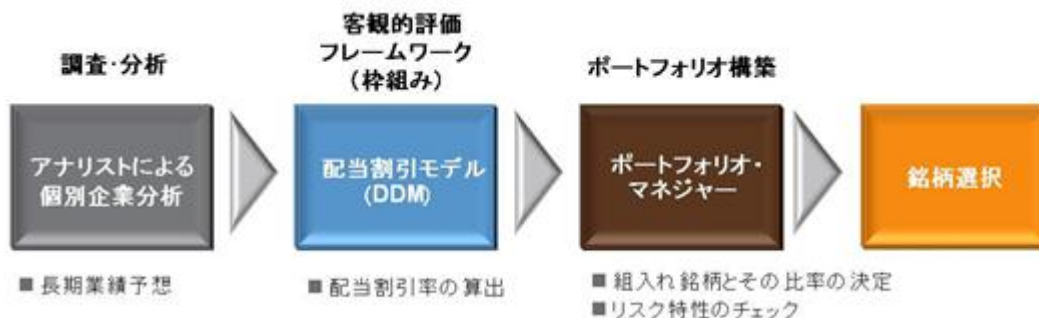 調査・分析
客観的評価
フレームワーク
(枠組み)
ポートフォリオ構築
アナリストによる
個別企業分析
配当割引モデル
(DDM)
ポートフォリオ・
マネジャー
銘柄選択
■ 長期業績予想
■ 配当割引率の算出
■ 組入れ銘柄とその比率の決定
■リスク特性のチェック